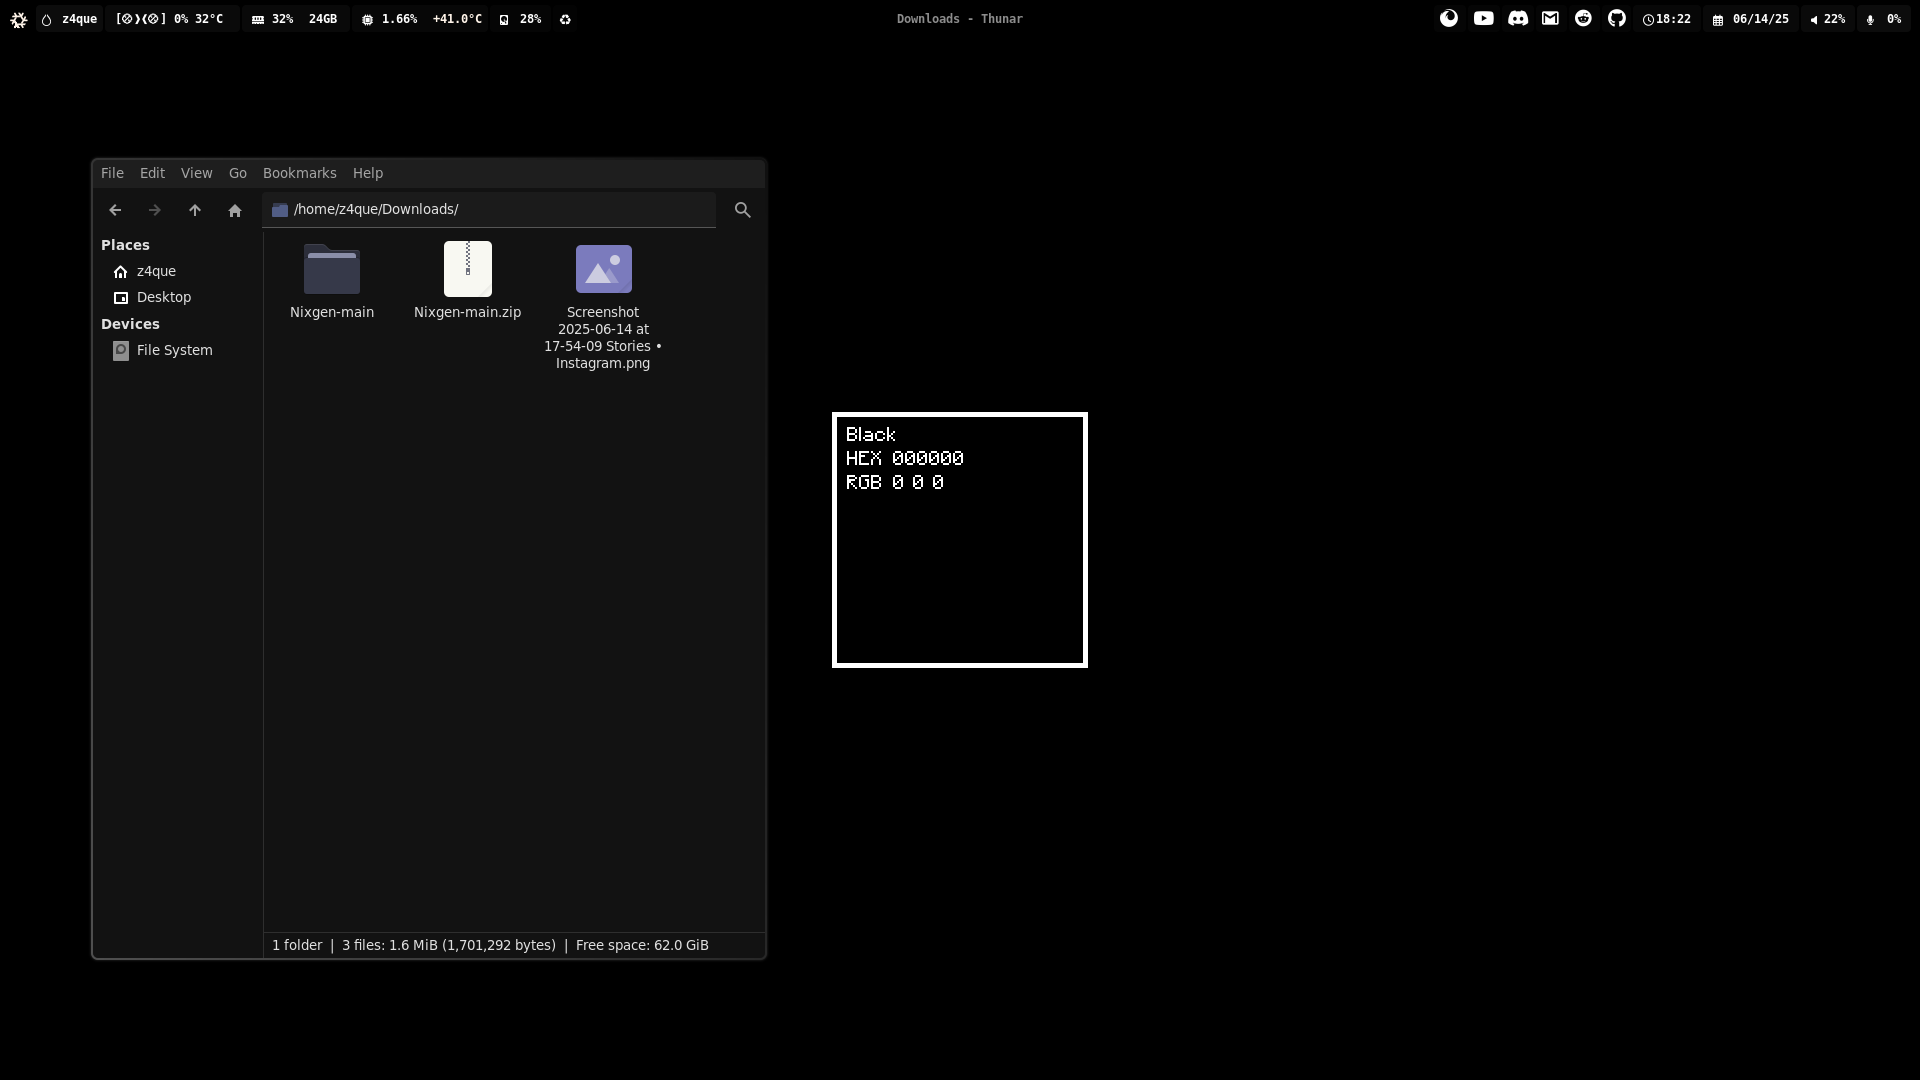 z4que
0% 32°C
32% 24GB
1.66% +41.0°C
28%
Downloads - Thunar
18:22
06/14/25
22%
0%
File Edit View Go Bookmarks Help
/home/z4que/Downloads/
Places
z4que
Desktop
Devices
File System
Nixgen-main
Nixgen-main.zip
Screenshot
2025-06-14 at
17-54-09 Stories •
Instagram.png
1 folder | 3 files: 1.6 MiB (1,701,292 bytes) | Free space: 62.0 GiB
Black
HEX 000000
RGB 0 0 0